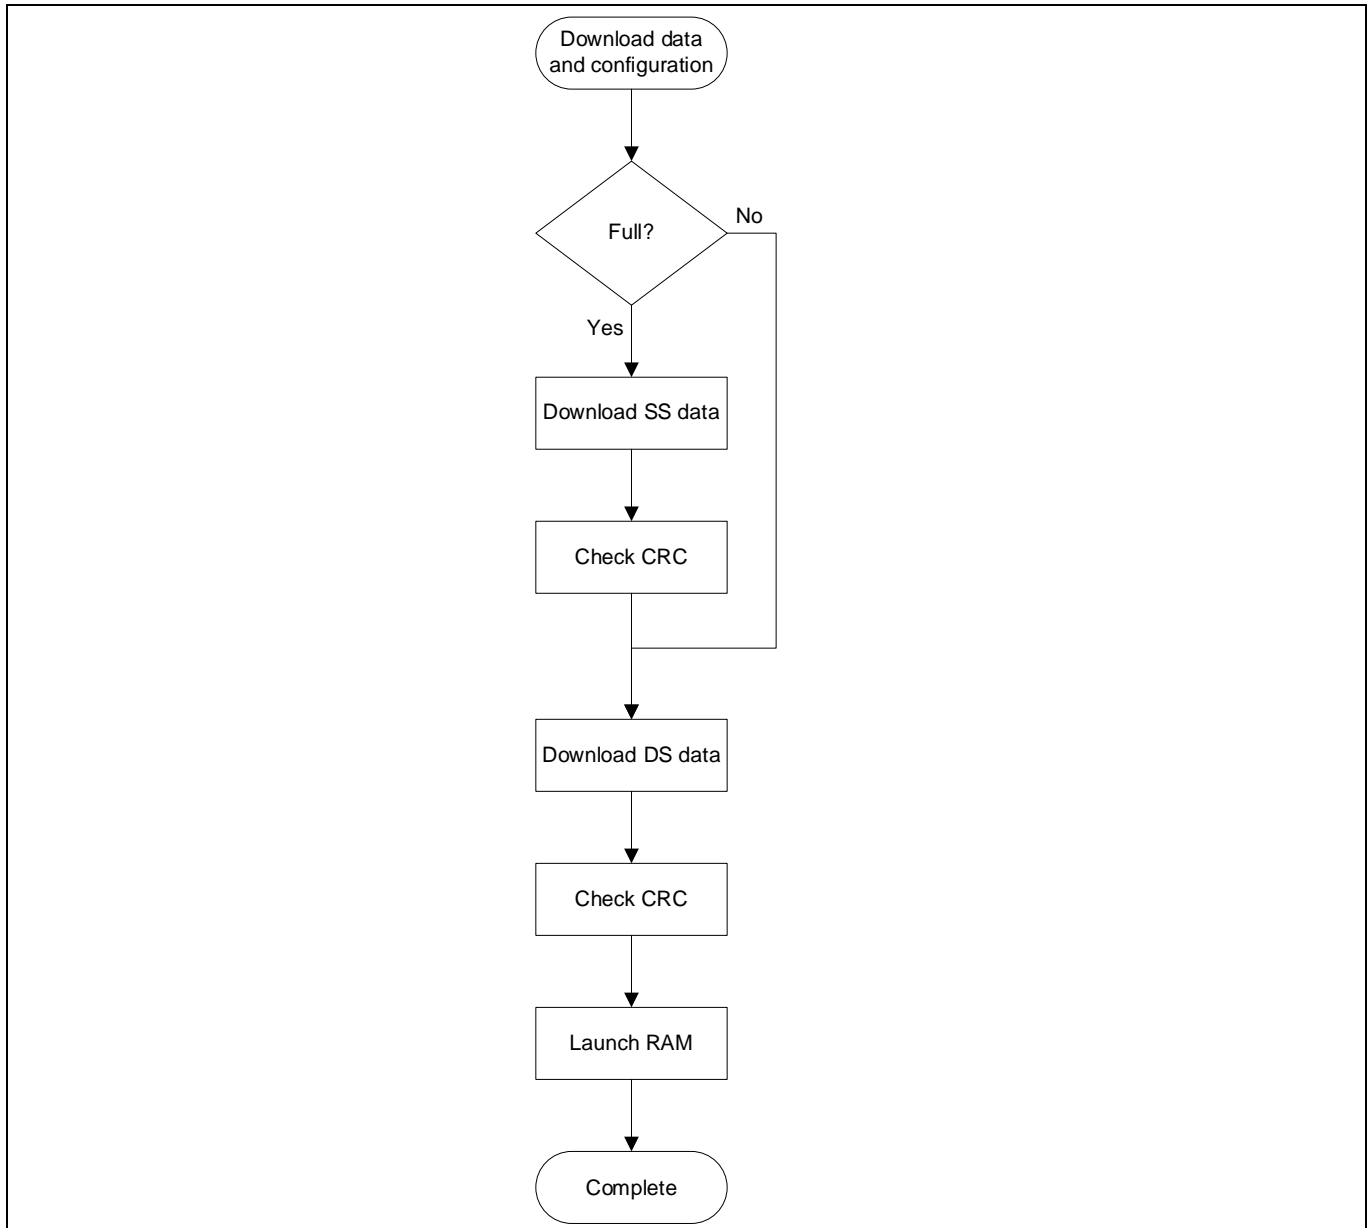 Download data
and configuration
Full?
No
Yes
Download SS data
Check CRC
Download DS data
Check CRC
Launch RAM
Complete